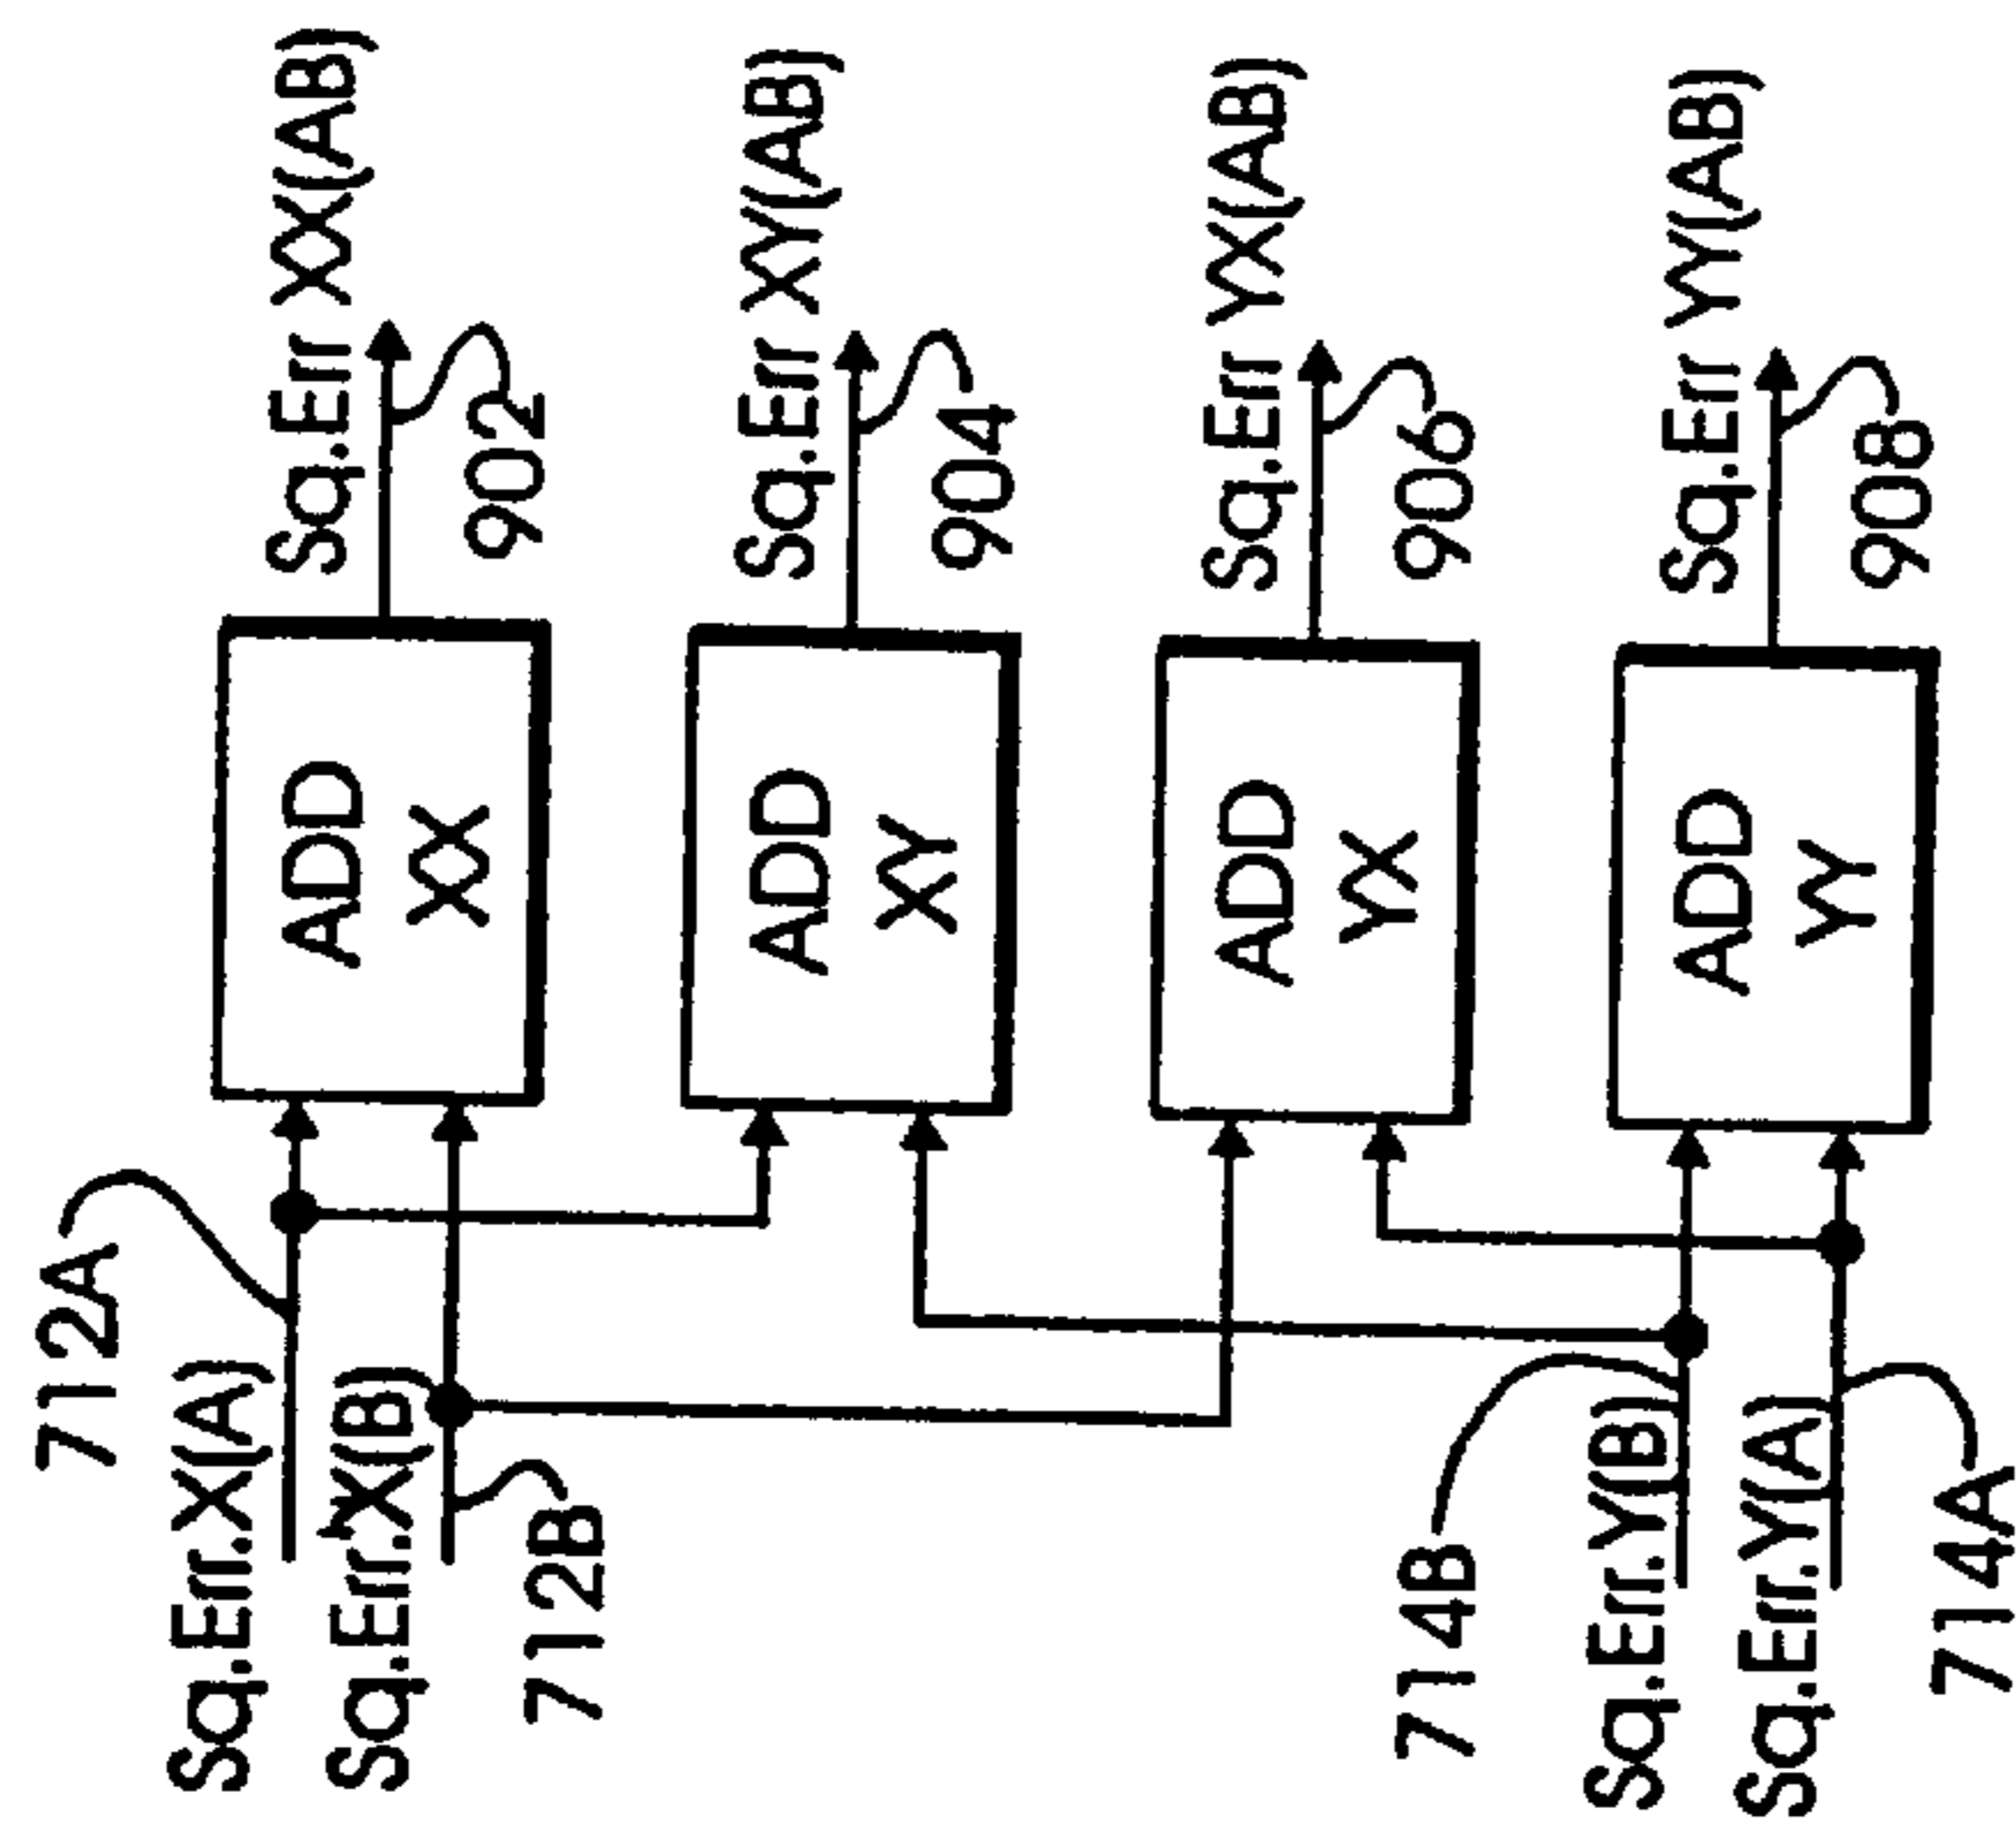 712A
Sq.Err.X(A)
Sq.Err.X(B)
712B
714B
Sq.Err.Y(B)
Sq.Err.Y(A)
714A
ADD
XX
ADD
XY
ADD
YX
ADD
YY
Sq.Err XX(AB)
902
Sq.Err XY(AB)
904
Sq.Err YX(AB)
906
Sq.Err YY(AB)
908